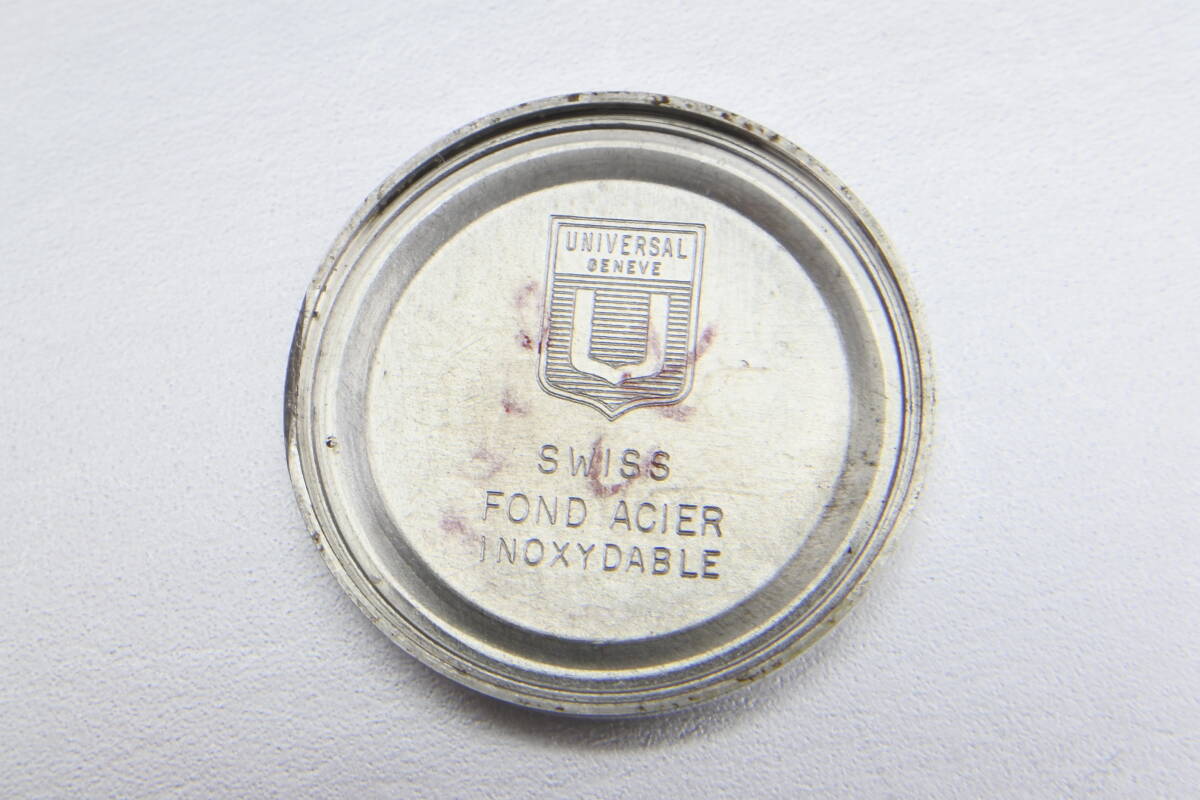 UNIVERSAL
GENEVE
U
SWISS
FOND ACIER
INOXYDABLE